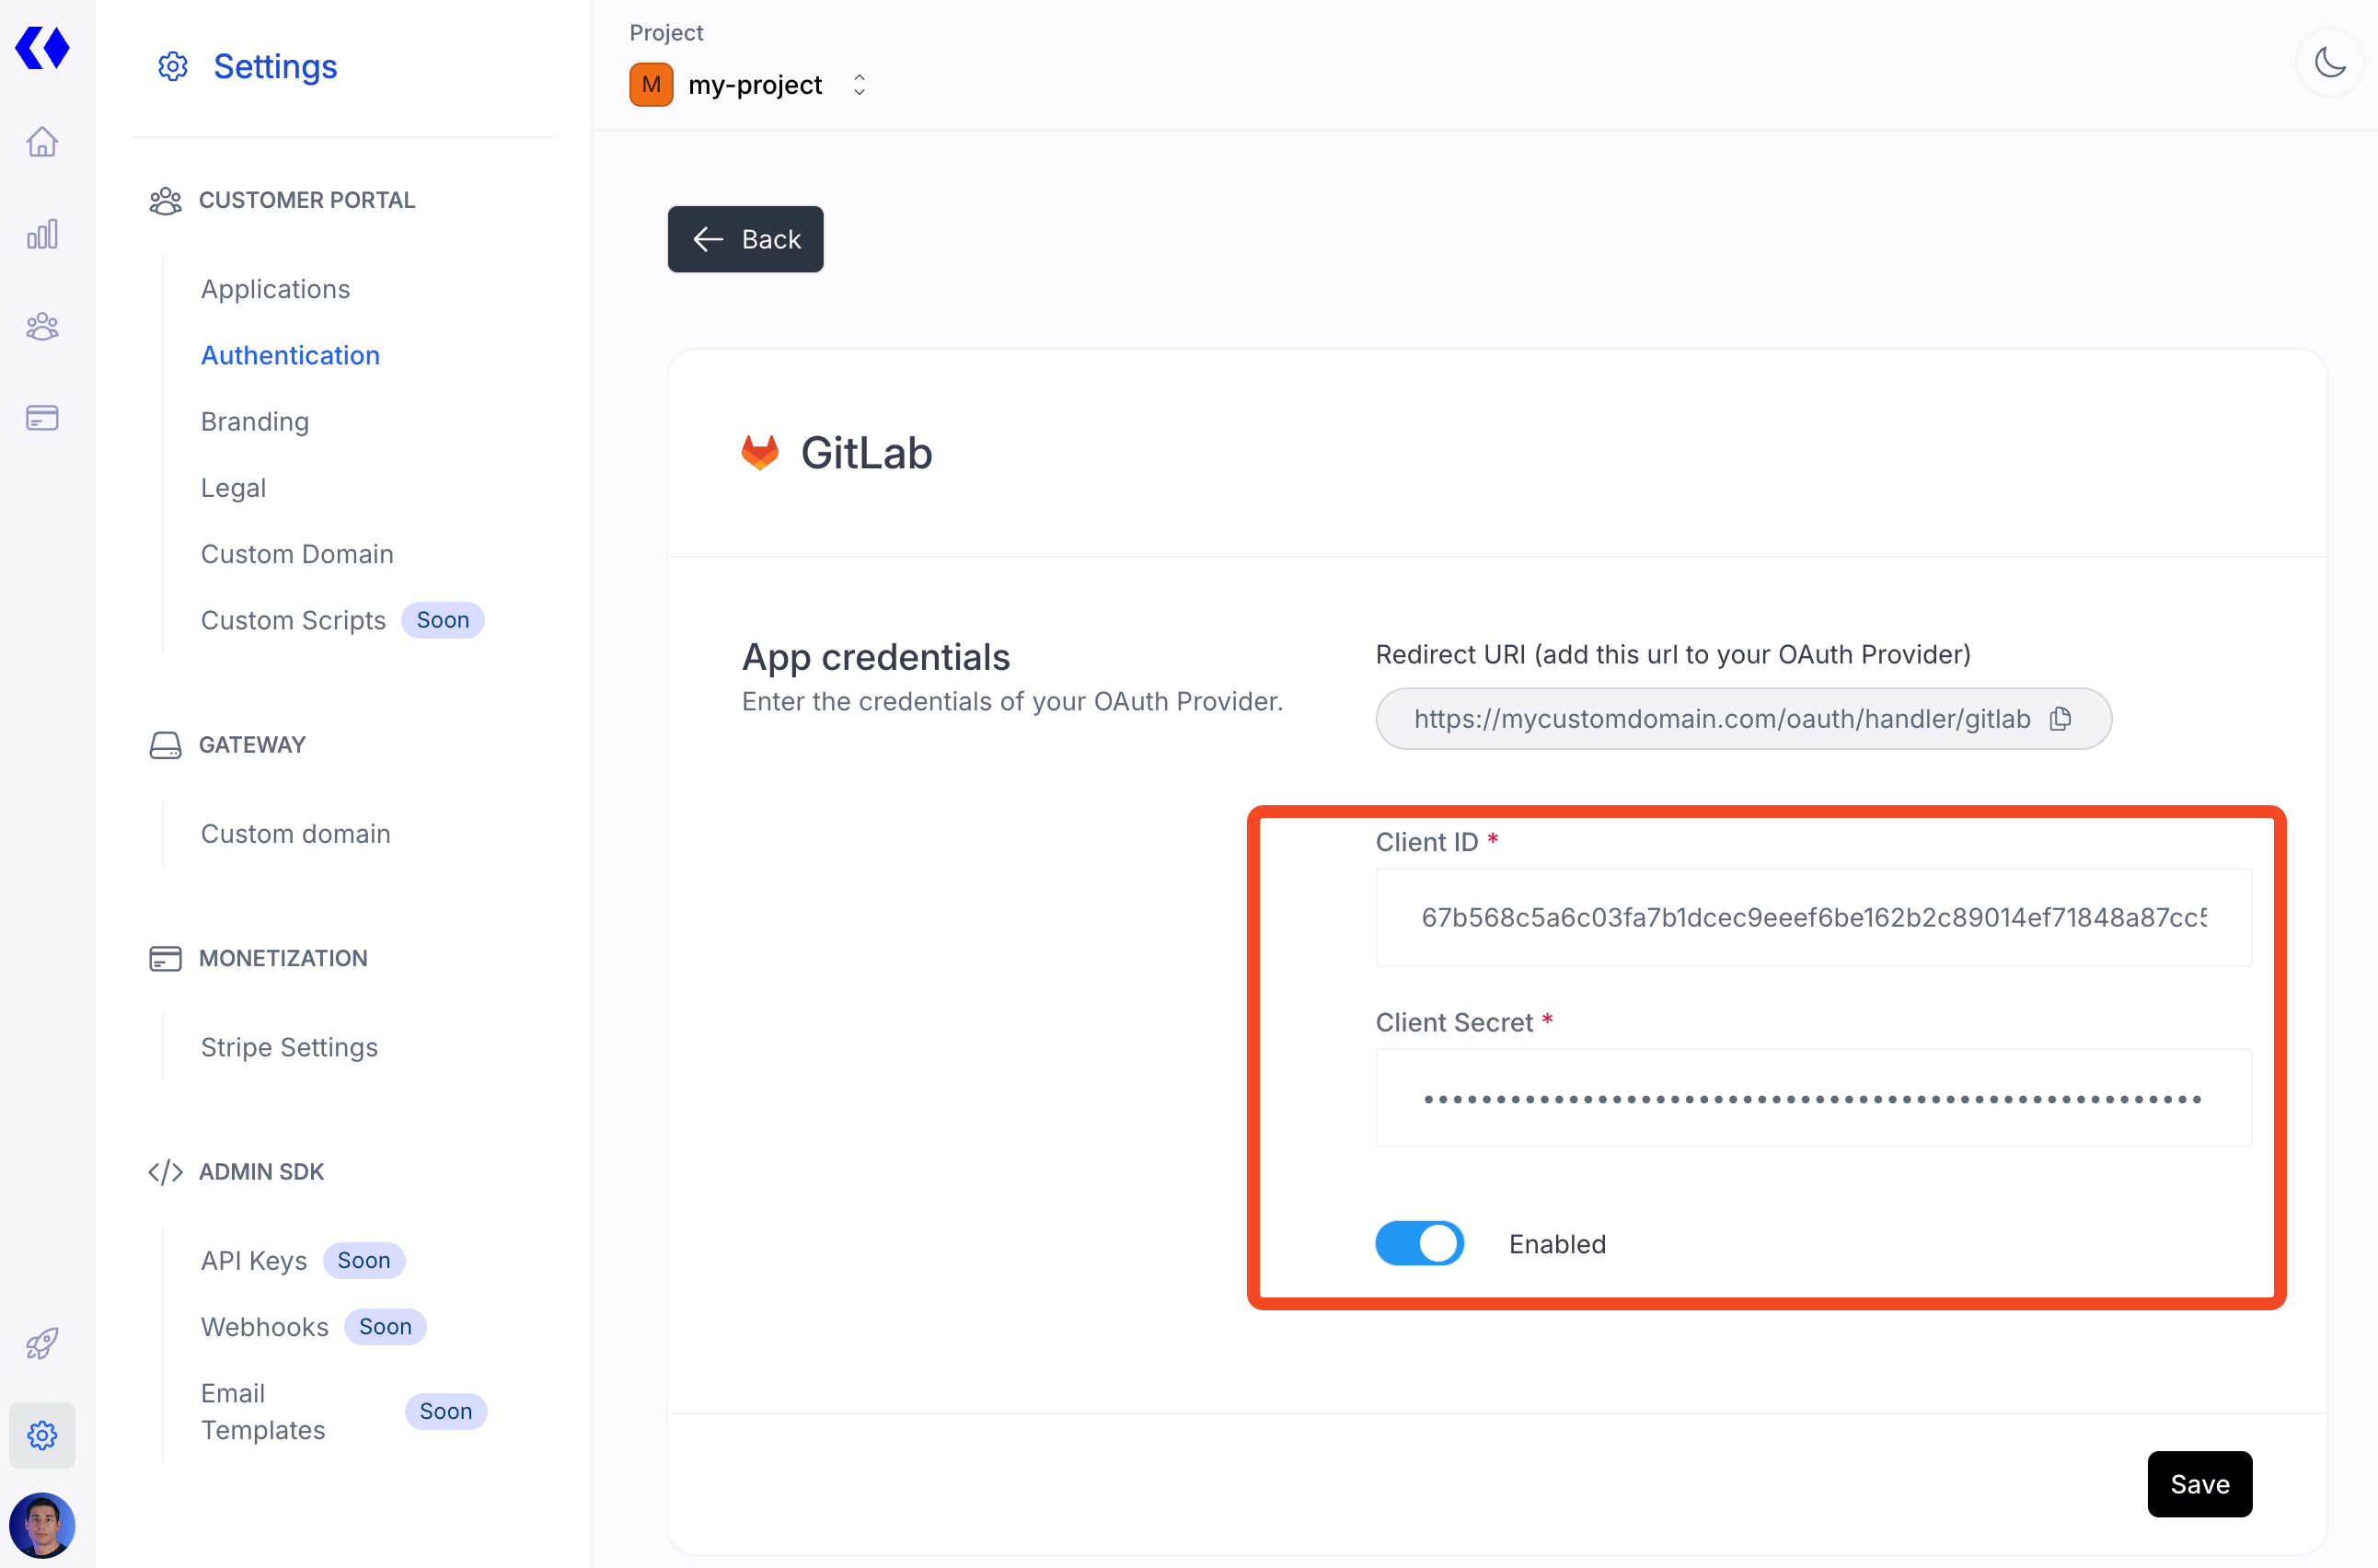 Settings
CUSTOMER PORTAL
Applications
Authentication
Branding
Legal
Custom Domain
Custom Scripts Soon
GATEWAY
Custom domain
MONETIZATION
Stripe Settings
ADMIN SDK
API Keys Soon
Webhooks Soon
Email
Templates
Soon
Project
M my-project
Back
GitLab
App credentials
Enter the credentials of your OAuth Provider.
Redirect URI (add this url to your OAuth Provider)
https://mycustomdomain.com/oauth/handler/gitlab
Client ID *
67b568c5a6c03fa7b1dcec9eeef6be162b2c89014ef71848a87cc5
Client Secret *
Enabled
Save